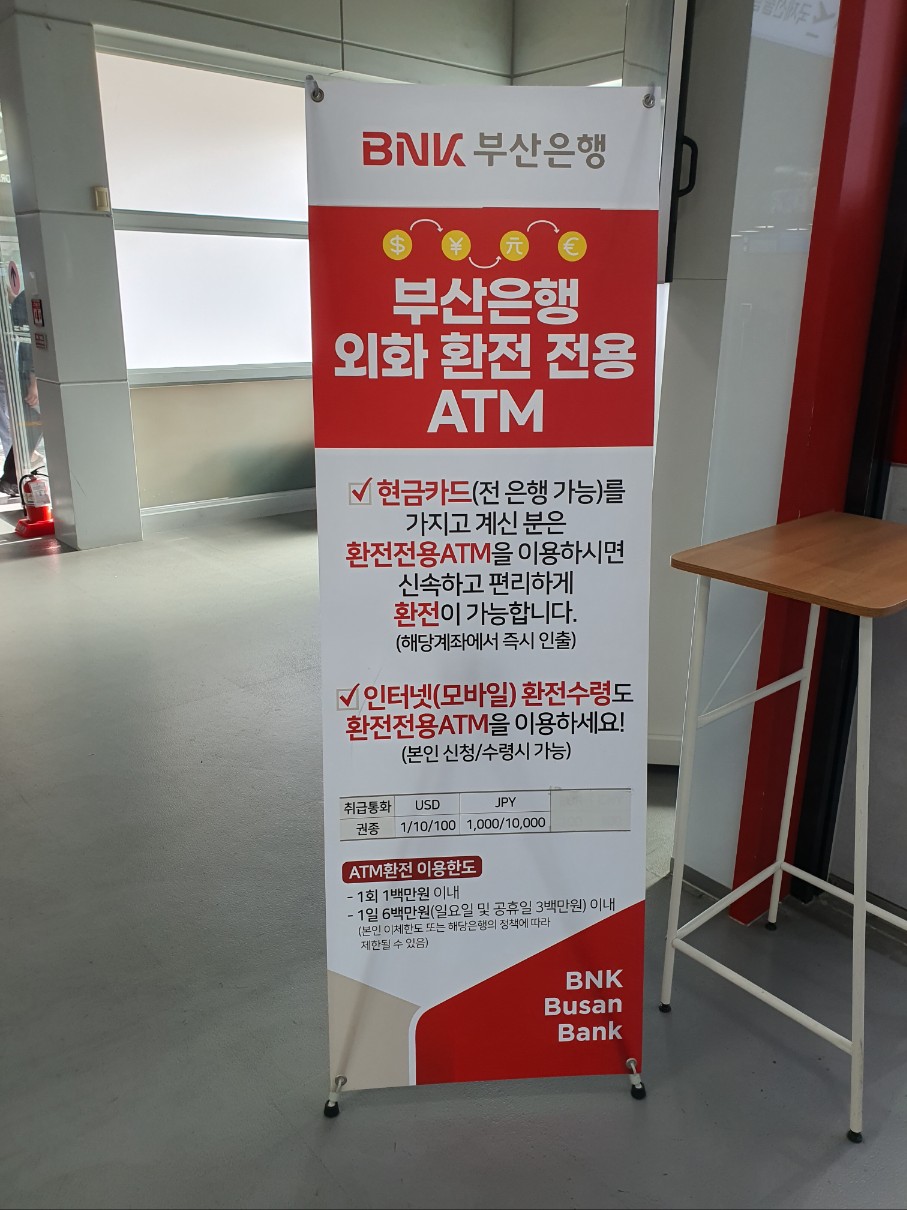 BNK 부산은행
$ ¥ 元 €
부산은행
외화 환전 전용
ATM
현금카드(전 은행 가능)를
가지고 계신 분은
환전전용ATM을 이용하시면
신속하고 편리하게
환전이 가능합니다.
(해당계좌에서 즉시 인출)
인터넷(모바일) 환전수령도
환전전용ATM을 이용하세요!
(본인 신청/수령시 가능)
취급통화 USD JPY
권종 1/10/100 1,000/10,000
ATM환전 이용한도
- 1회 1백만원 이내
- 1일 6백만원(일요일 및 공휴일 3백만원) 이내
(본인 이체한도 또는 해당은행의 정책에 따라
제한될 수 있음)
BNK
Busan
Bank